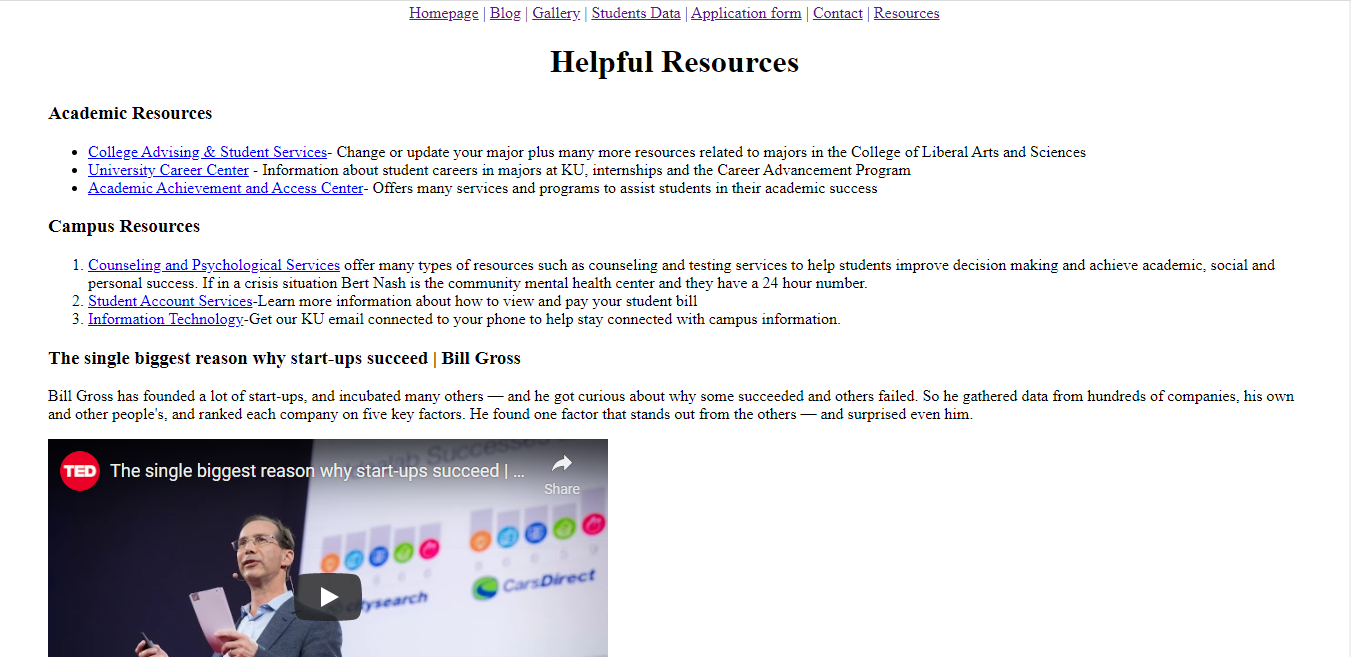 Homepage | Blog | Gallery | Students Data | Application form | Contact | Resources
Helpful Resources
Academic Resources
• College Advising & Student Services- Change or update your major plus many more resources related to majors in the College of Liberal Arts and Sciences
• University Career Center - Information about student careers in majors at KU, internships and the Career Advancement Program
• Academic Achievement and Access Center- Offers many services and programs to assist students in their academic success
Campus Resources
1. Counseling and Psychological Services offer many types of resources such as counseling and testing services to help students improve decision making and achieve academic, social and
personal success. If in a crisis situation Bert Nash is the community mental health center and they have a 24 hour number.
2. Student Account Services-Learn more information about how to view and pay your student bill
3. Information Technology-Get our KU email connected to your phone to help stay connected with campus information.
The single biggest reason why start-ups succeed | Bill Gross
Bill Gross has founded a lot of start-ups, and incubated many others — and he got curious about why some succeeded and others failed. So he gathered data from hundreds of companies, his own
and other people's, and ranked each company on five key factors. He found one factor that stands out from the others — and surprised even him.
TED The single biggest reason why start-ups succeed | ...
Share
Successes
CarsDirect